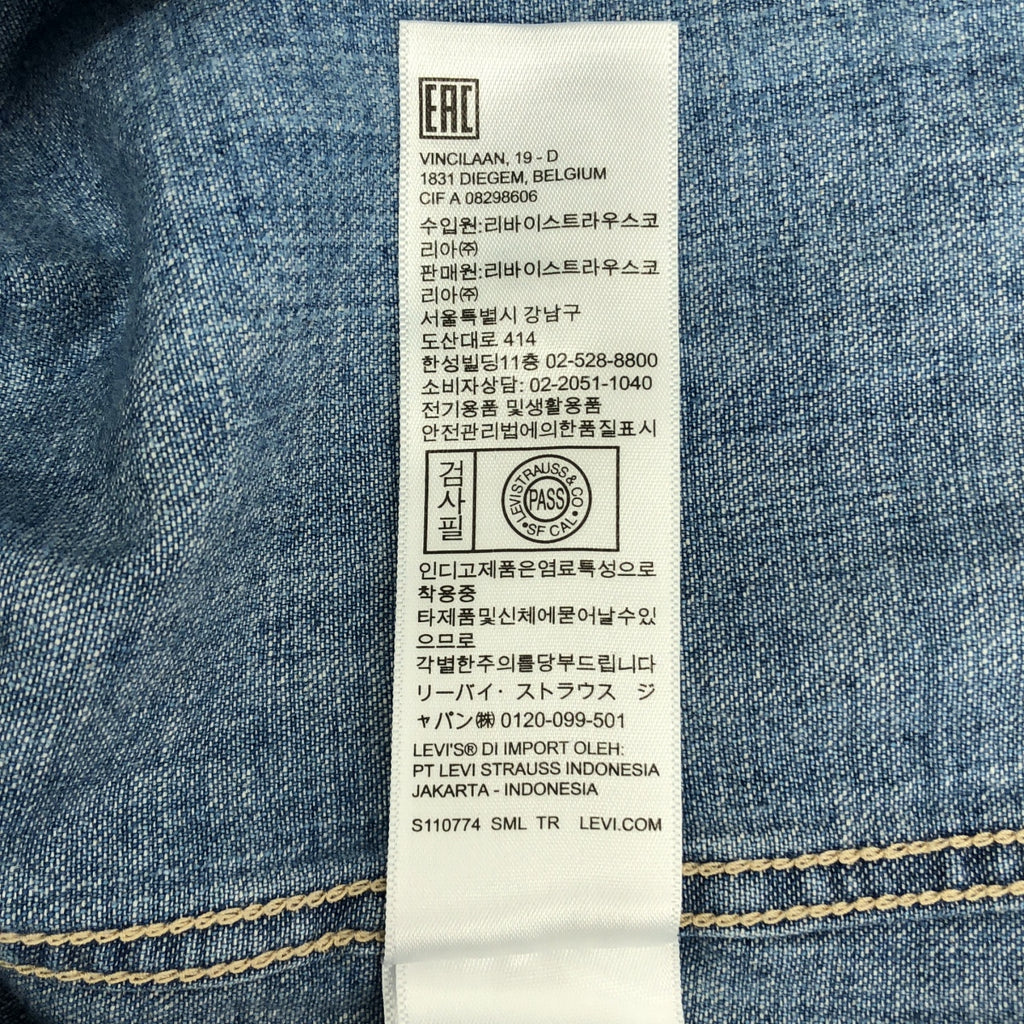 EAC
VINCILAAN, 19 - D
1831 DIEGEM, BELGIUM
CIF A 08298606
수입원:리바이스트라우스코
리아㈜
판매원:리바이스트라우스코
리아㈜
서울특별시 강남구
도산대로 414
한성빌딩11층 02-528-8800
소비자상담: 02-2051-1040
전기용품 및생활용품
안전관리법에의한품질표시
검사필
LEVI STRAUSS & CO
PASS
• SF CAL •
인디고제품은염료특성으로
착용중
타제품및신체에묻어날수있
으므로
각별한주의를당부드립니다
リーバイ・ストラウス ジ
ャパン㈱ 0120-099-501
LEVI'S® DI IMPORT OLEH:
PT LEVI STRAUSS INDONESIA
JAKARTA - INDONESIA
S110774 SML TR LEVI.COM